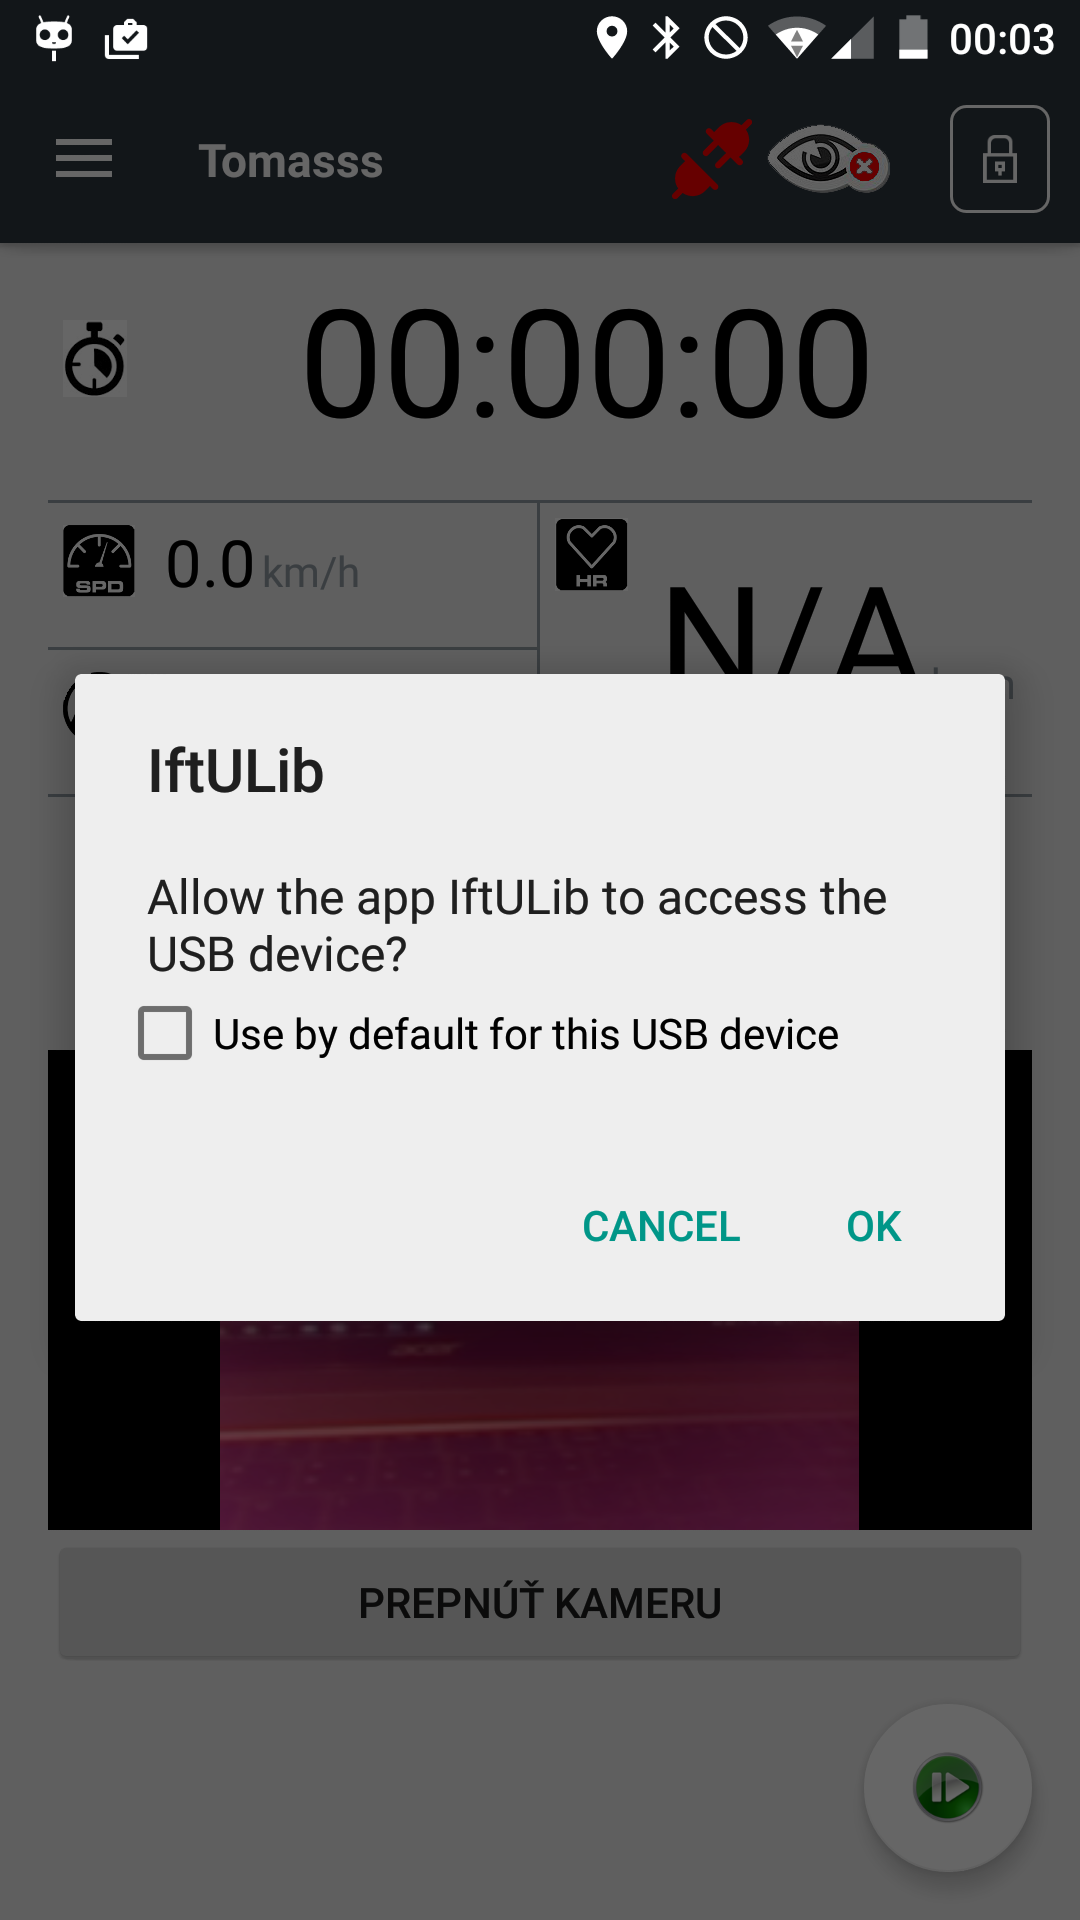 00:03
Tomasss
00:00:00
SPD 0.0 km/h
HR
N/A
IftULib
Allow the app IftULib to access the
USB device?
Use by default for this USB device
CANCEL OK
acer
PREPNÚŤ KAMERU